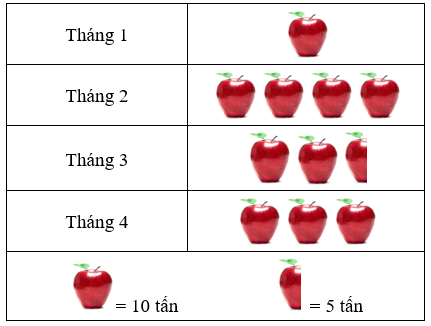 Tháng 1
Tháng 2
Tháng 3
Tháng 4
= 10 tấn = 5 tấn